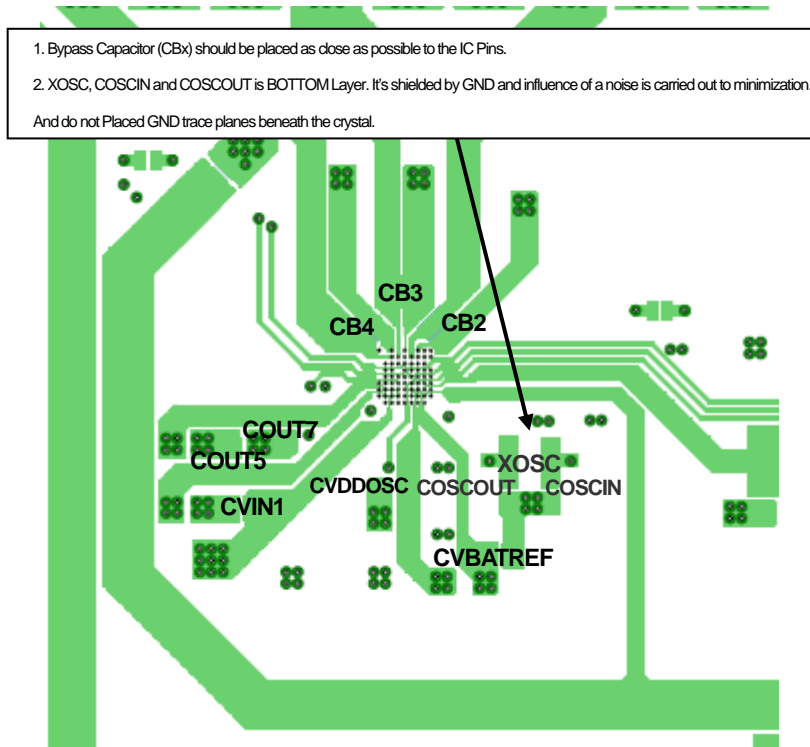 1. Bypass Capacitor (CBx) should be placed as close as possible to the IC Pins.
2. XOSC, COSCIN and COSCOUT is BOTTOM Layer. It's shielded by GND and influence of a noise is carried out to minimization.
And do not Placed GND trace planes beneath the crystal.
CB3
CB4
CB2
COUT7
COUT5
XOSC
CVDDOSC
COSCOUT
COSCIN
CVIN1
CVBATREF